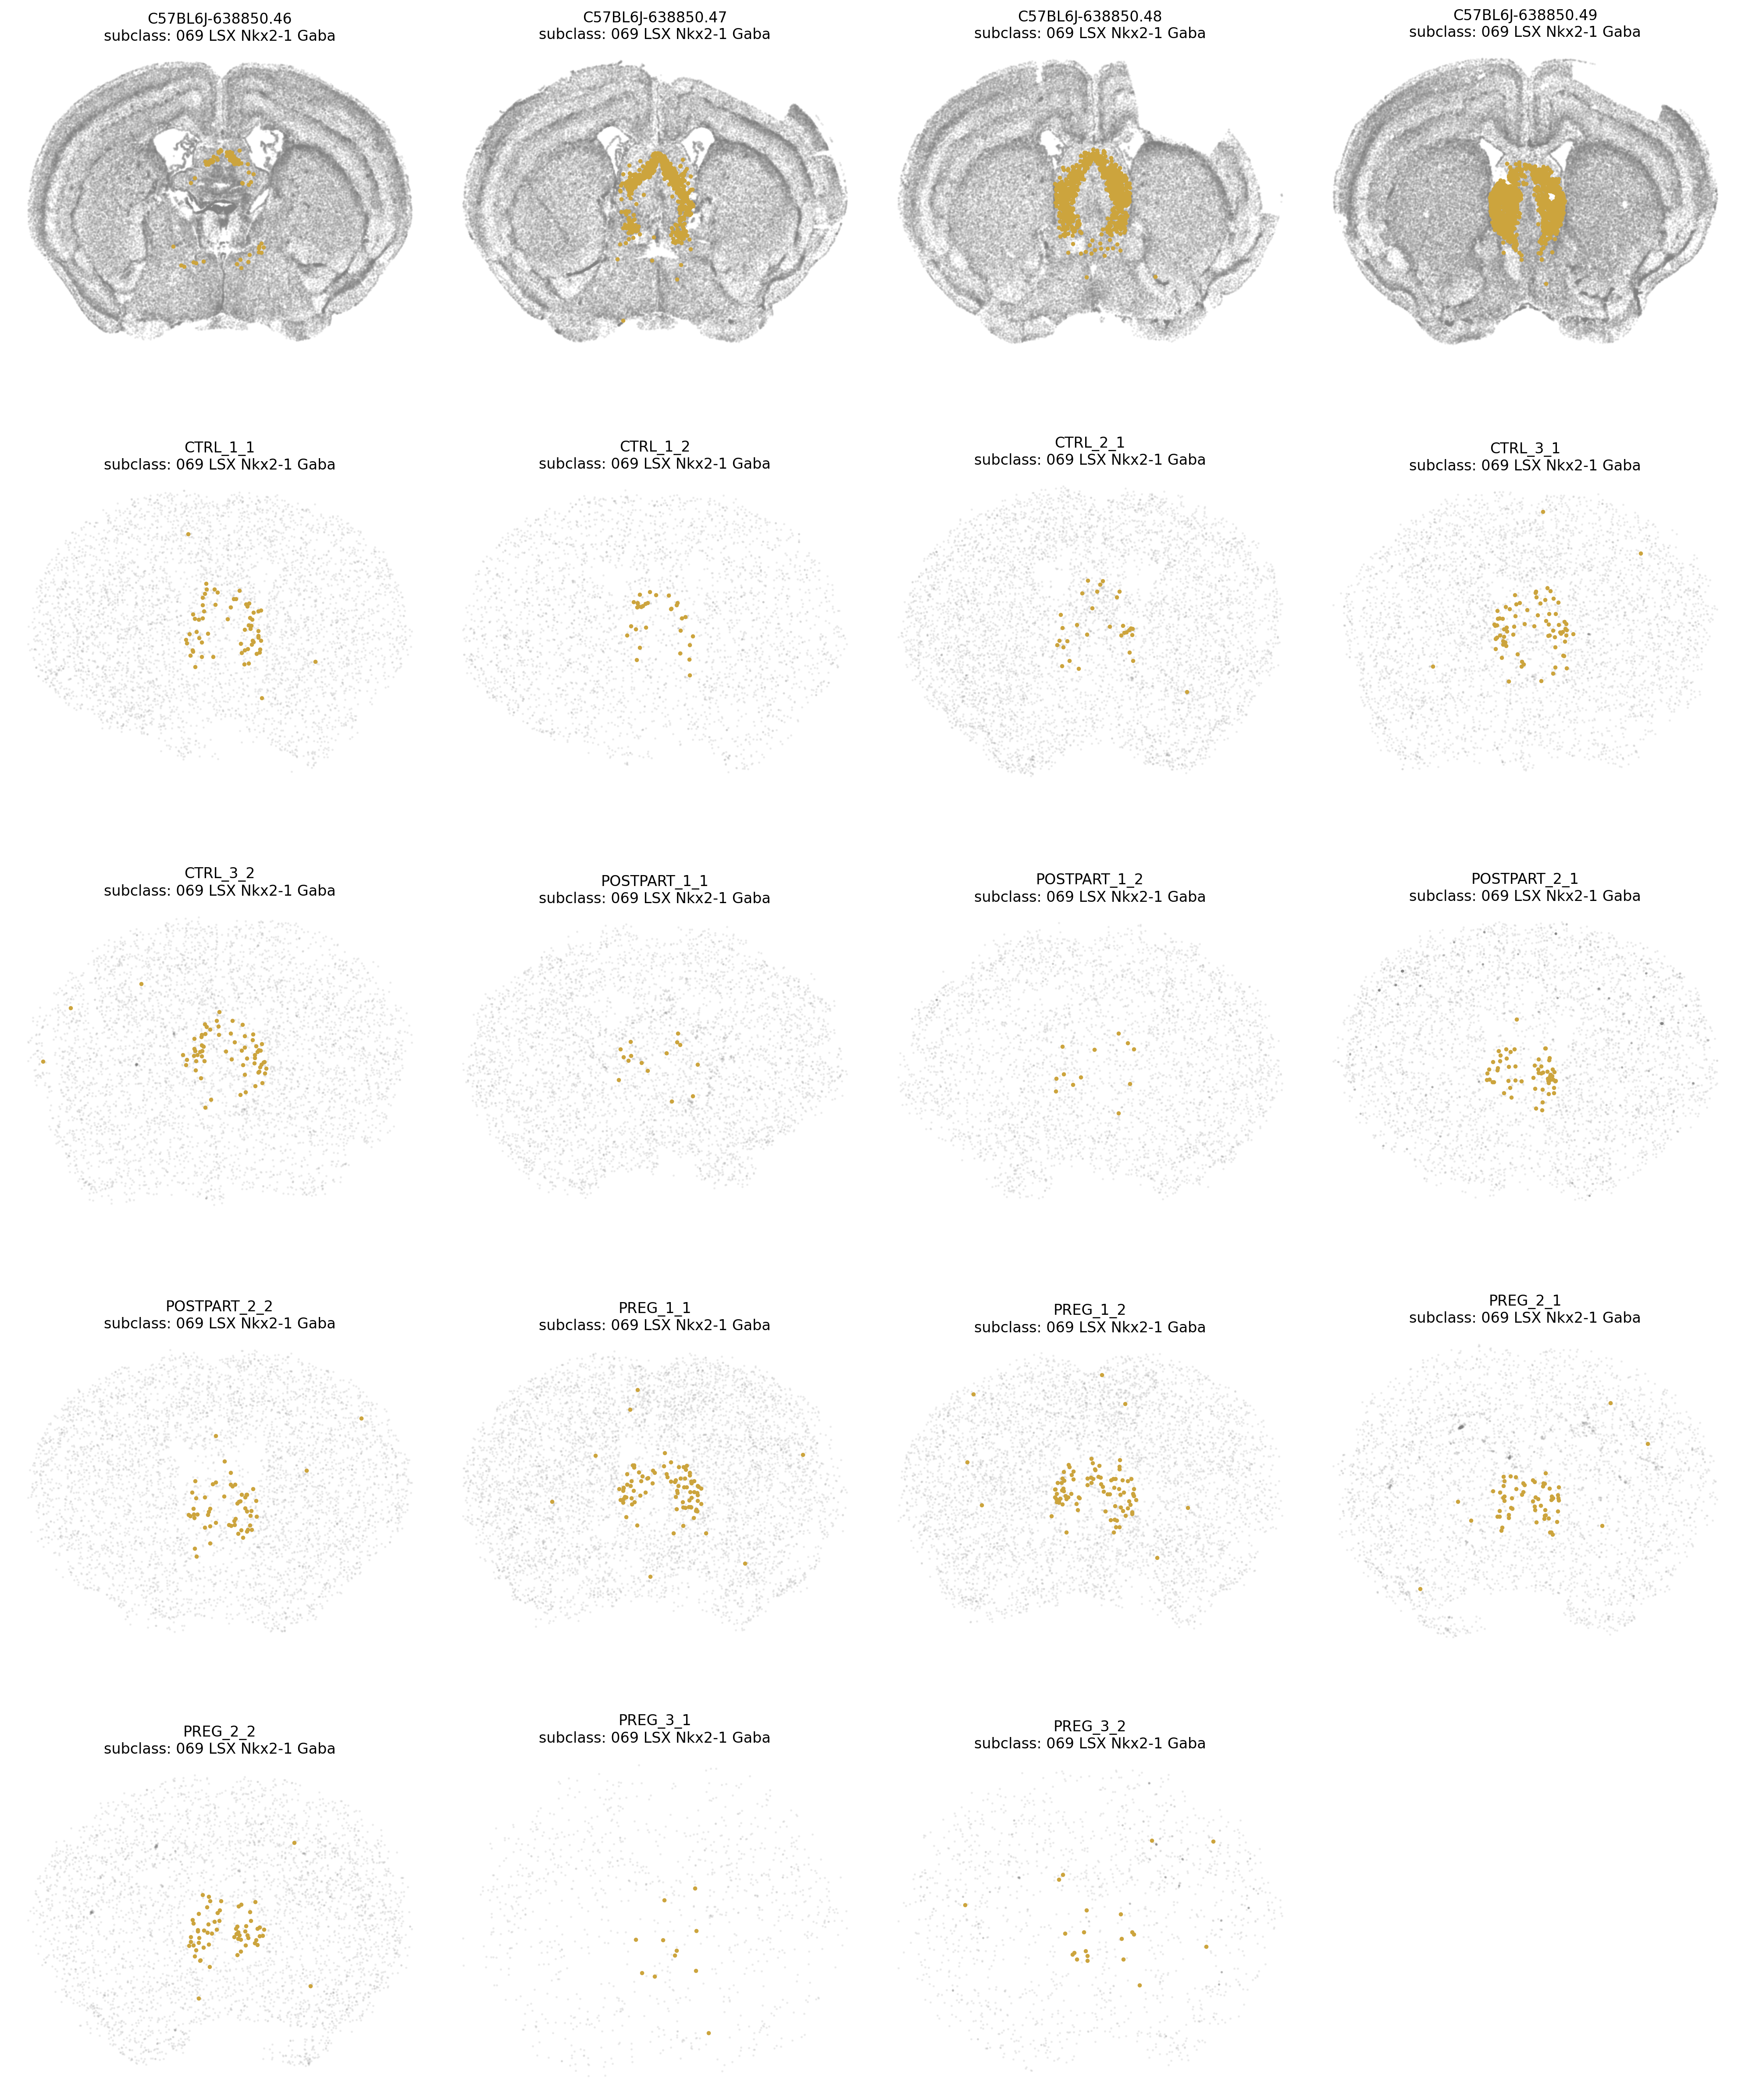 C57BL6J-638850.46
subclass: 069 LSX Nkx2-1 Gaba
C57BL6J-638850.47
subclass: 069 LSX Nkx2-1 Gaba
C57BL6J-638850.48
subclass: 069 LSX Nkx2-1 Gaba
C57BL6J-638850.49
subclass: 069 LSX Nkx2-1 Gaba
CTRL_1_1
subclass: 069 LSX Nkx2-1 Gaba
CTRL_1_2
subclass: 069 LSX Nkx2-1 Gaba
CTRL_2_1
subclass: 069 LSX Nkx2-1 Gaba
CTRL_3_1
subclass: 069 LSX Nkx2-1 Gaba
CTRL_3_2
subclass: 069 LSX Nkx2-1 Gaba
POSTPART_1_1
subclass: 069 LSX Nkx2-1 Gaba
POSTPART_1_2
subclass: 069 LSX Nkx2-1 Gaba
POSTPART_2_1
subclass: 069 LSX Nkx2-1 Gaba
POSTPART_2_2
subclass: 069 LSX Nkx2-1 Gaba
PREG_1_1
subclass: 069 LSX Nkx2-1 Gaba
PREG_1_2
subclass: 069 LSX Nkx2-1 Gaba
PREG_2_1
subclass: 069 LSX Nkx2-1 Gaba
PREG_2_2
subclass: 069 LSX Nkx2-1 Gaba
PREG_3_1
subclass: 069 LSX Nkx2-1 Gaba
PREG_3_2
subclass: 069 LSX Nkx2-1 Gaba